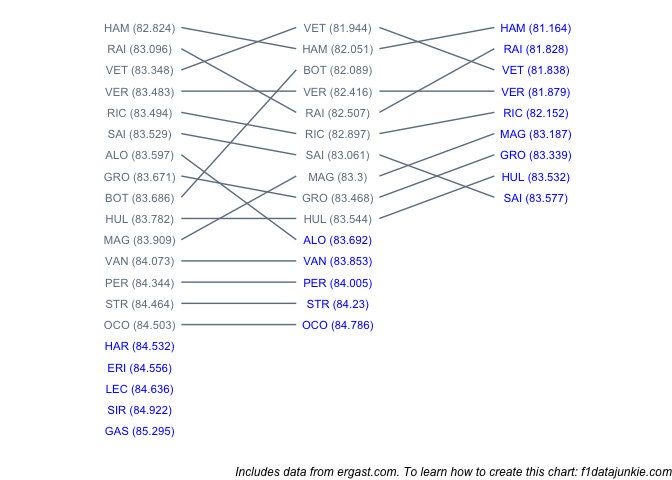 HAM (82.824) VET (81.944) HAM (81.164)
RAI (83.096) HAM (82.051) RAI (81.828)
VET (83.348) BOT (82.089) VET (81.838)
VER (83.483) VER (82.416) VER (81.879)
RIC (83.494) RAI (82.507) RIC (82.152)
SAI (83.529) RIC (82.897) MAG (83.187)
ALO (83.597) SAI (83.061) GRO (83.339)
GRO (83.671) MAG (83.3) HUL (83.532)
BOT (83.686) GRO (83.468) SAI (83.577)
HUL (83.782) HUL (83.544)
MAG (83.909) ALO (83.692)
VAN (84.073) VAN (83.853)
PER (84.344) PER (84.005)
STR (84.464) STR (84.23)
OCO (84.503) OCO (84.786)
HAR (84.532)
ERI (84.556)
LEC (84.636)
SIR (84.922)
GAS (85.295)
Includes data from ergast.com. To learn how to create this chart: f1datajunkie.com